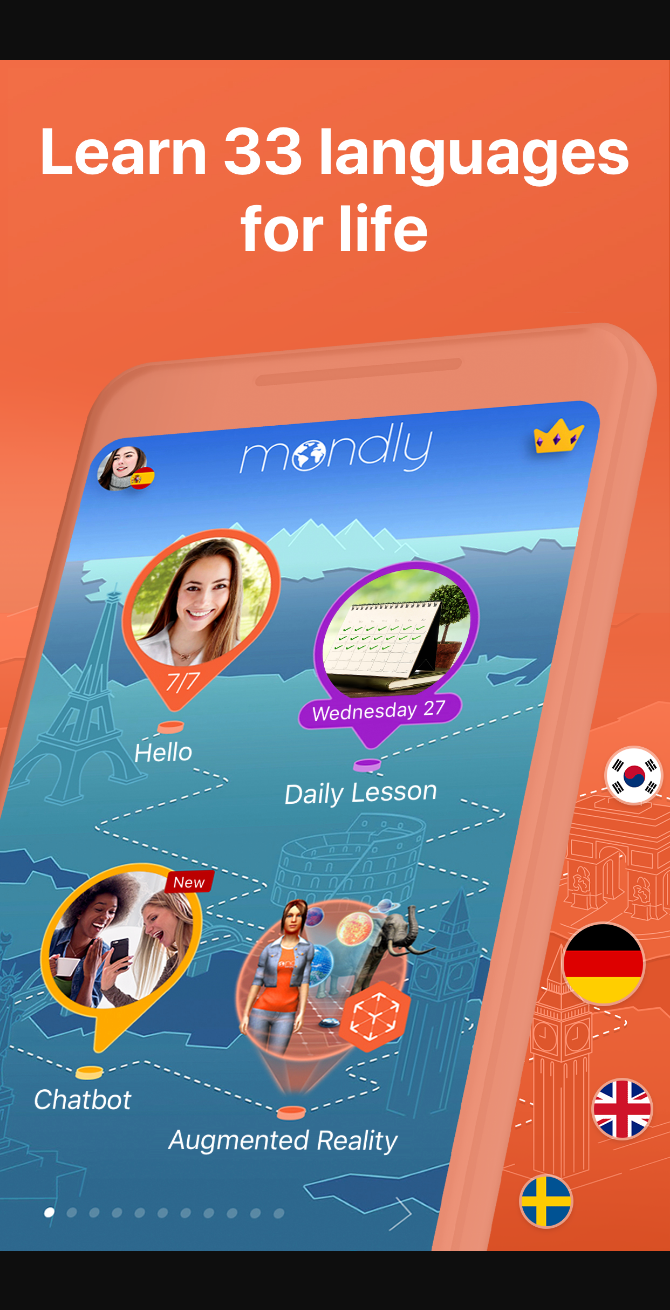 Learn 33 languages
for life
mondly
7/7
Hello
Wednesday 27
Daily Lesson
New
Chatbot
Augmented Reality